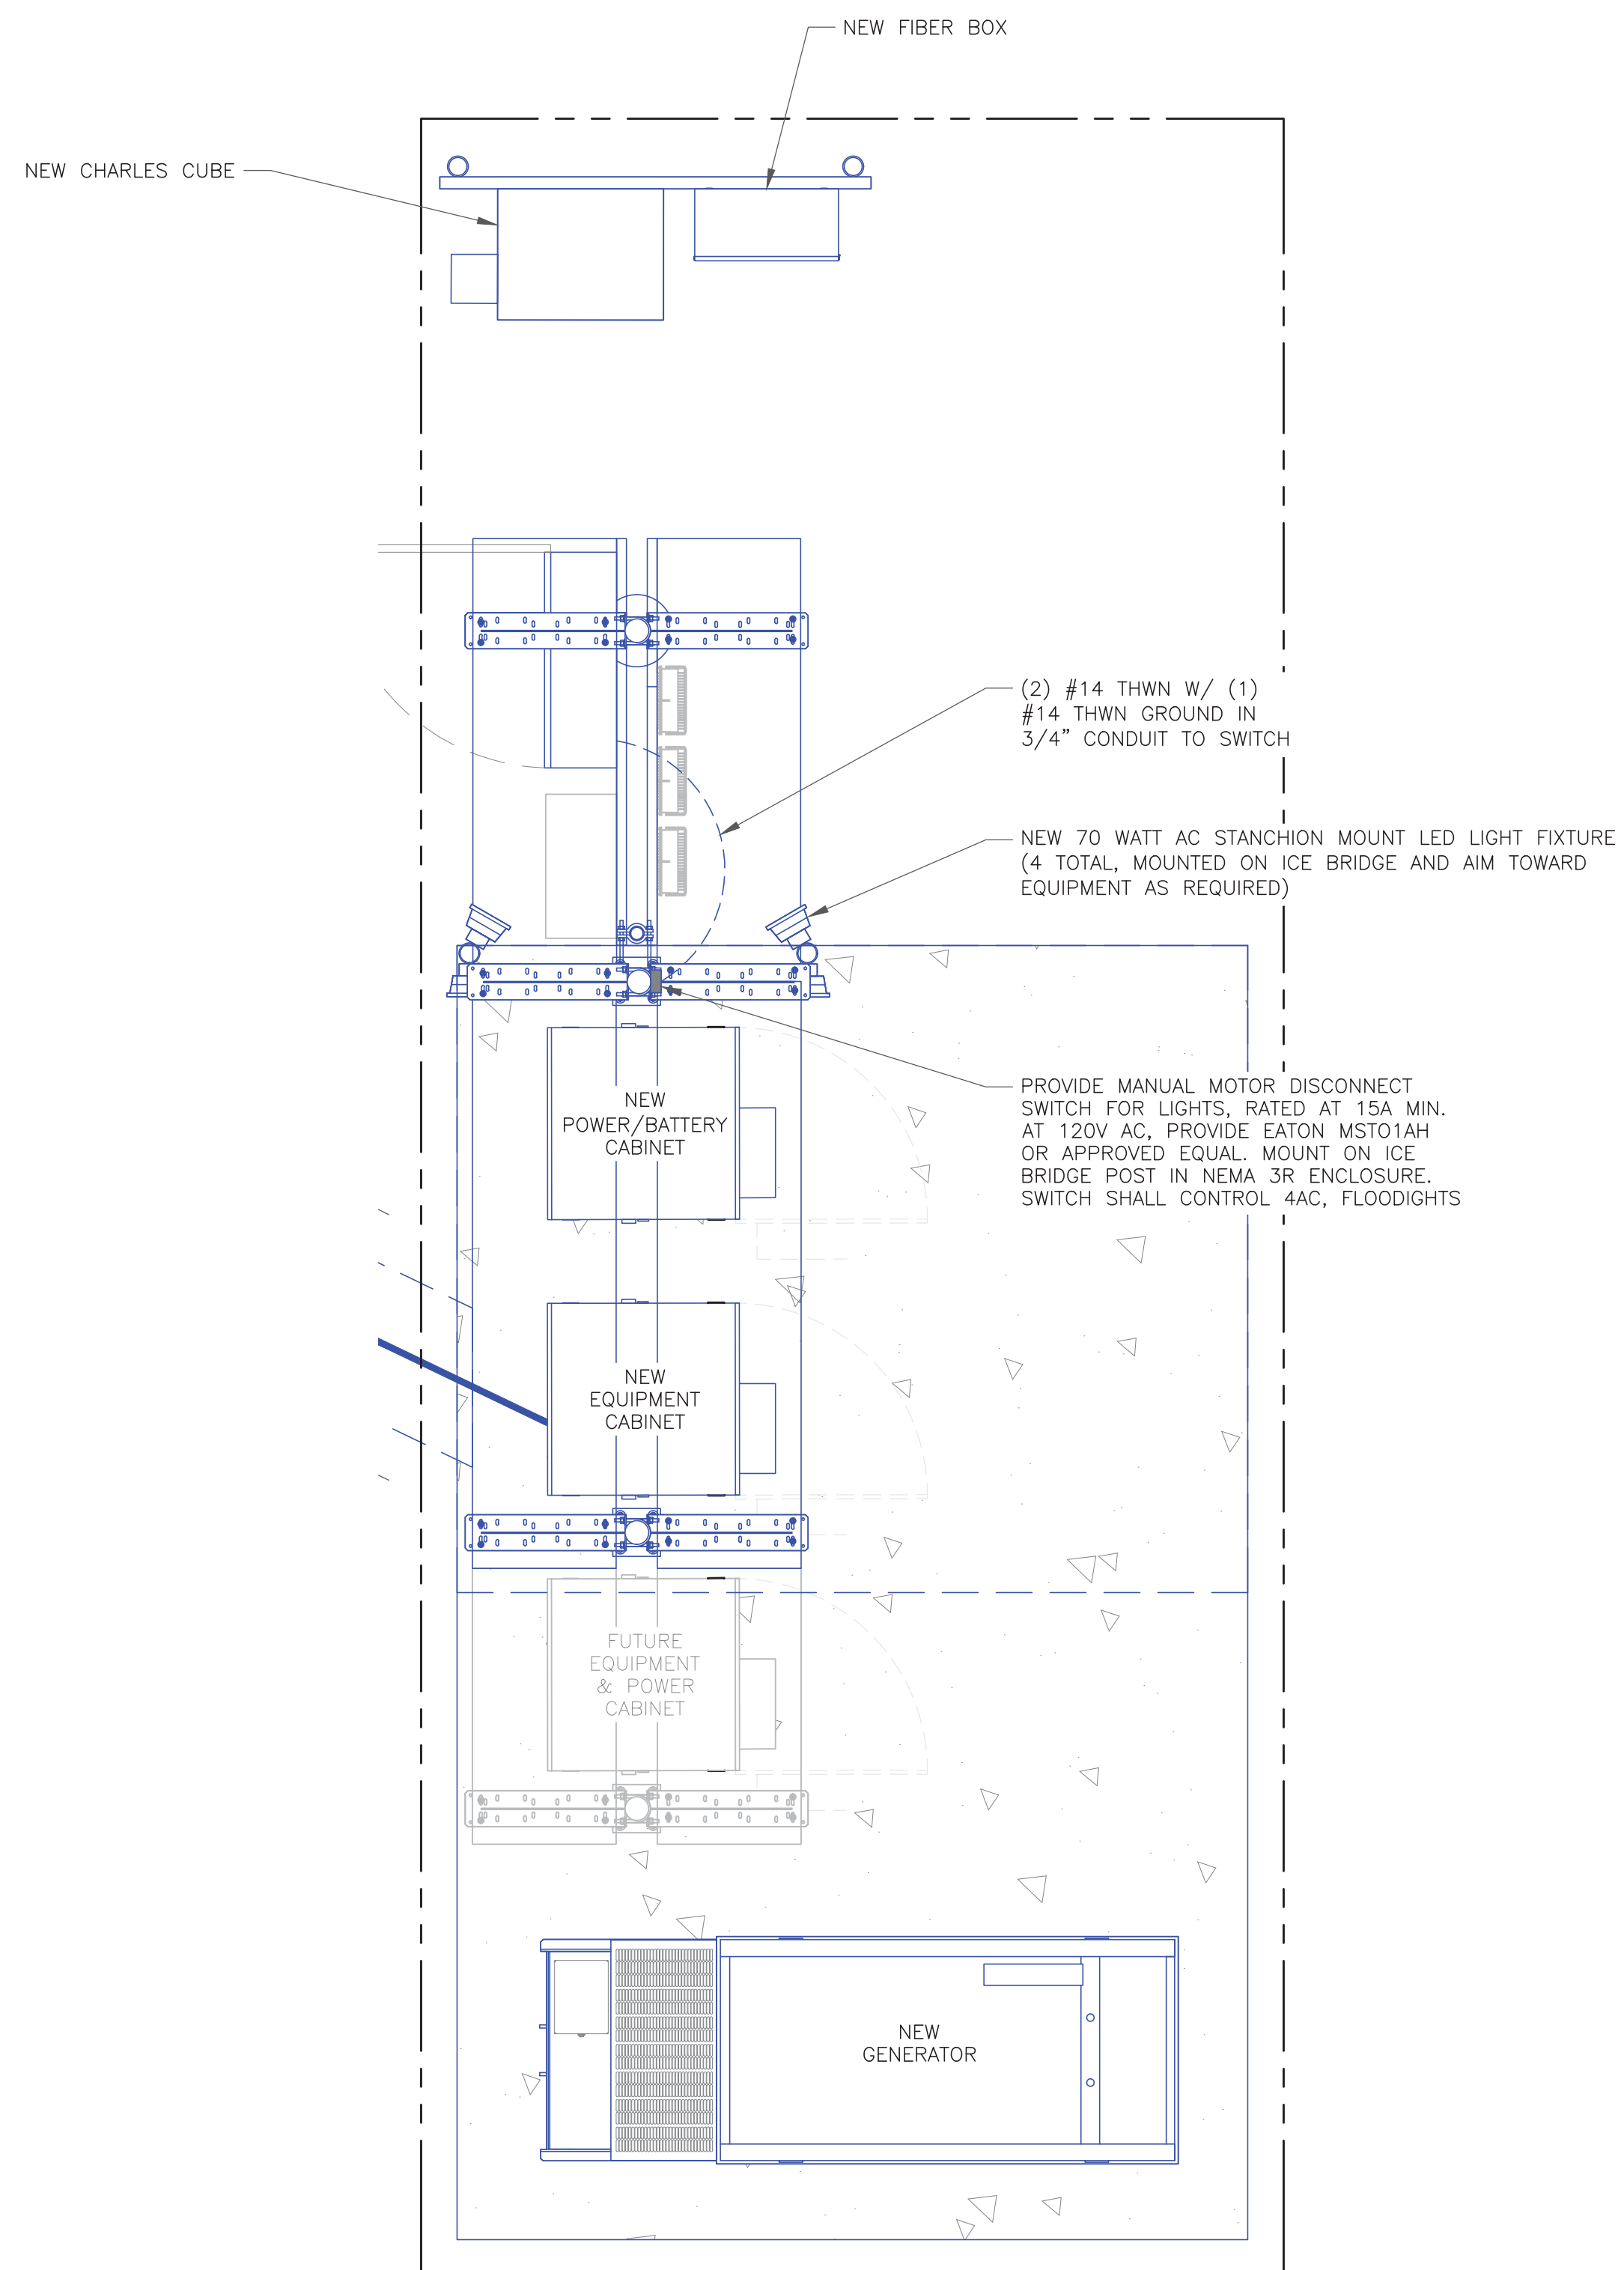 NEW FIBER BOX
NEW CHARLES CUBE
(2) #14 THWN W/ (1)
#14 THWN GROUND IN
3/4” CONDUIT TO SWITCH
NEW 70 WATT AC STANCHION MOUNT LED LIGHT FIXTURE
(4 TOTAL, MOUNTED ON ICE BRIDGE AND AIM TOWARD
EQUIPMENT AS REQUIRED)
PROVIDE MANUAL MOTOR DISCONNECT
SWITCH FOR LIGHTS, RATED AT 15A MIN.
AT 120V AC, PROVIDE EATON MST01AH
OR APPROVED EQUAL. MOUNT ON ICE
BRIDGE POST IN NEMA 3R ENCLOSURE.
SWITCH SHALL CONTROL 4AC, FLOODIGHTS
NEW
POWER/BATTERY
CABINET
NEW
EQUIPMENT
CABINET
FUTURE
EQUIPMENT
& POWER
CABINET
NEW
GENERATOR